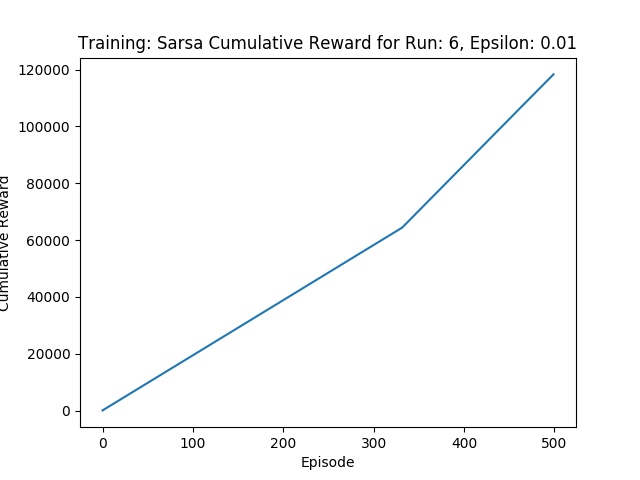 Training: Sarsa Cumulative Reward for Run: 6, Epsilon: 0.01
120000
100000
80000
60000
40000
20000
0
Cumulative Reward
0 100 200 300 400 500
Episode